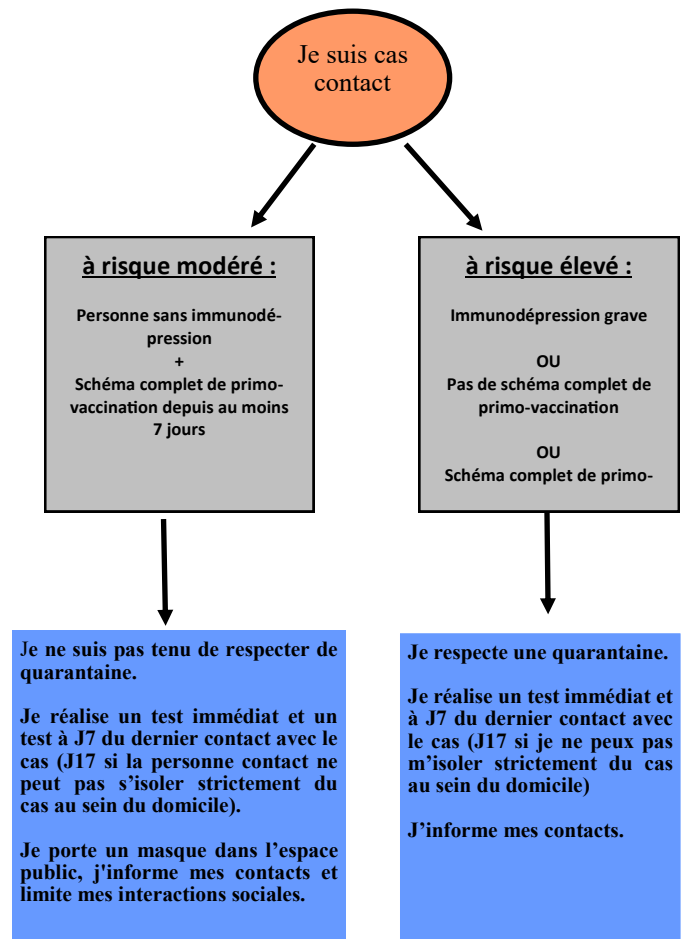 Je suis cas
contact
à risque modéré :
Personne sans immunodé-
pression
+
Schéma complet de primo-
vaccination depuis au moins
7 jours
à risque élevé :
Immunodépression grave
OU
Pas de schéma complet de
primo-vaccination
OU
Schéma complet de primo-
Je ne suis pas tenu de respecter de
quarantaine.
Je réalise un test immédiat et un
test à J7 du dernier contact avec le
cas (J17 si la personne contact ne
peut pas s’isoler strictement du
cas au sein du domicile).
Je porte un masque dans l’espace
public, j'informe mes contacts et
limite mes interactions sociales.
Je respecte une quarantaine.
Je réalise un test immédiat et
à J7 du dernier contact avec
le cas (J17 si je ne peux pas
m’isoler strictement du cas
au sein du domicile)
J’informe mes contacts.